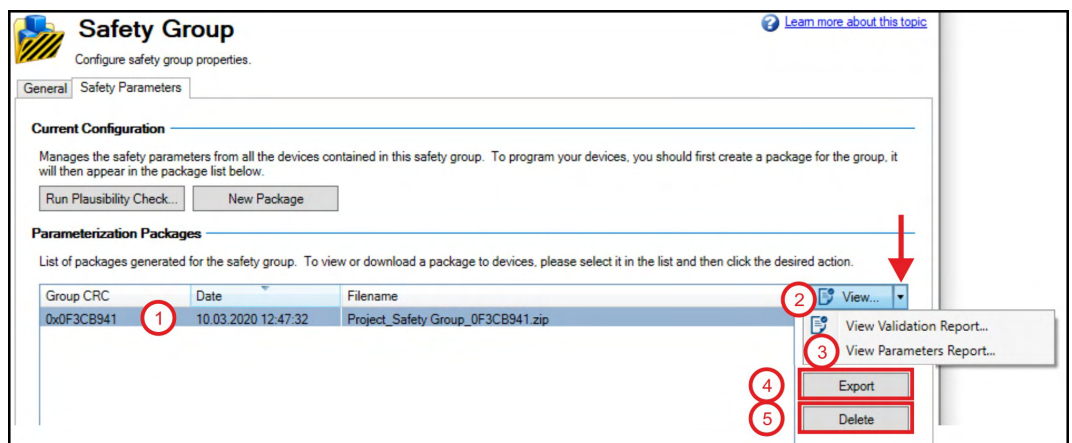 Safety Group
Learn more about this topic
Configure safety group properties.
General Safety Parameters
Current Configuration
Manages the safety parameters from all the devices contained in this safety group. To program your devices, you should first create a package for the group, it
will then appear in the package list below.
Run Plausibility Check... New Package
Parameterization Packages
List of packages generated for the safety group. To view or download a package to devices, please select it in the list and then click the desired action.
Group CRC Date Filename 2 View...
0x0F3CB941 1 10.03.2020 12:47:32 Project_Safety Group_0F3CB941.zip
View Validation Report...
3 View Parameters Report...
4 Export
5 Delete